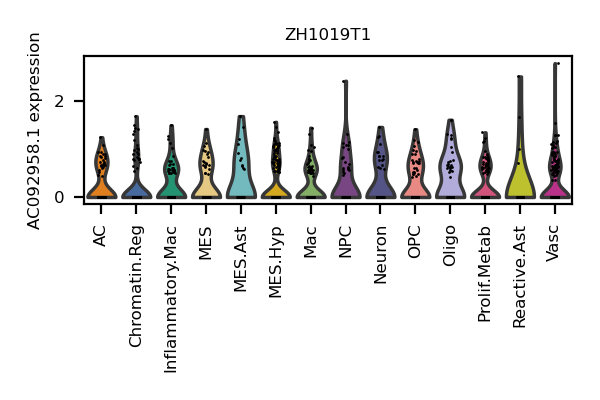 ZH1019T1
AC092958.1 expression
2
0
AC
Chromatin.Reg
Inflammatory.Mac
MES
MES.Ast
MES.Hyp
Mac
NPC
Neuron
OPC
Oligo
Prolif.Metab
Reactive.Ast
Vasc